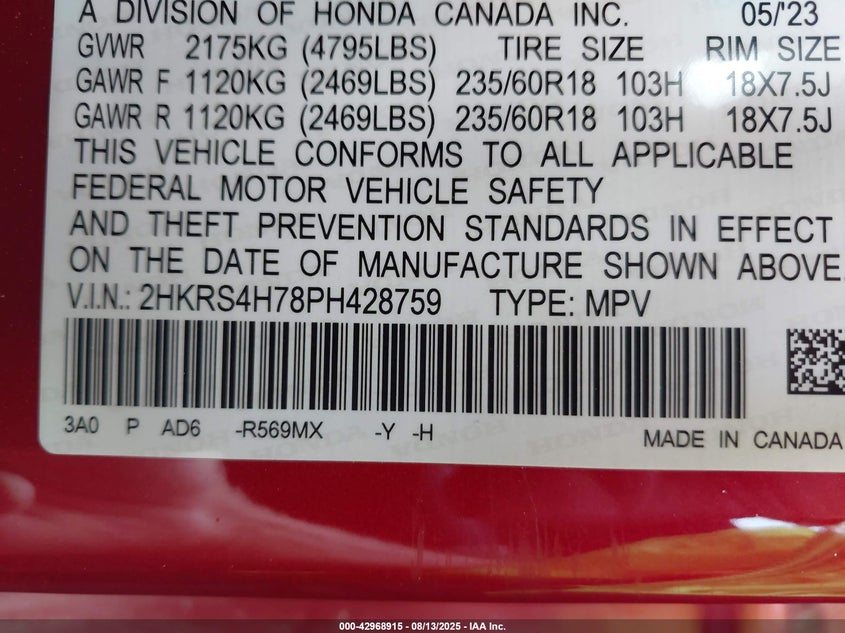 A DIVISION OF HONDA CANADA INC. 05/'23
GVWR 2175KG (4795LBS) TIRE SIZE RIM SIZE
GAWR F 1120KG (2469LBS) 235/60R18 103H 18X7.5J
GAWR R 1120KG (2469LBS) 235/60R18 103H 18X7.5J
THIS VEHICLE CONFORMS TO ALL APPLICABLE
FEDERAL MOTOR VEHICLE SAFETY
AND THEFT PREVENTION STANDARDS IN EFFECT
ON THE DATE OF MANUFACTURE SHOWN ABOVE.
V.I.N.: 2HKRS4H78PH428759 TYPE: MPV
3A0 P AD6 -R569MX -Y -H
MADE IN CANADA
000-42968915 - 08/13/2025 - IAA Inc.